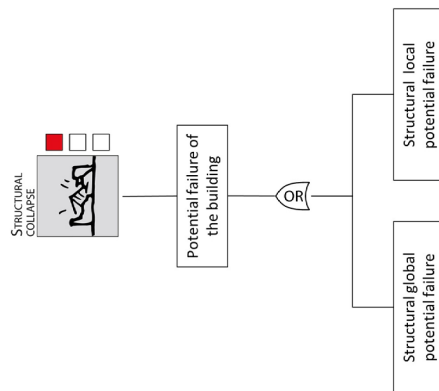 STRUCTURAL
COLLAPSE
Potential failure of
the building
OR
Structural global
potential failure
Structural local
potential failure